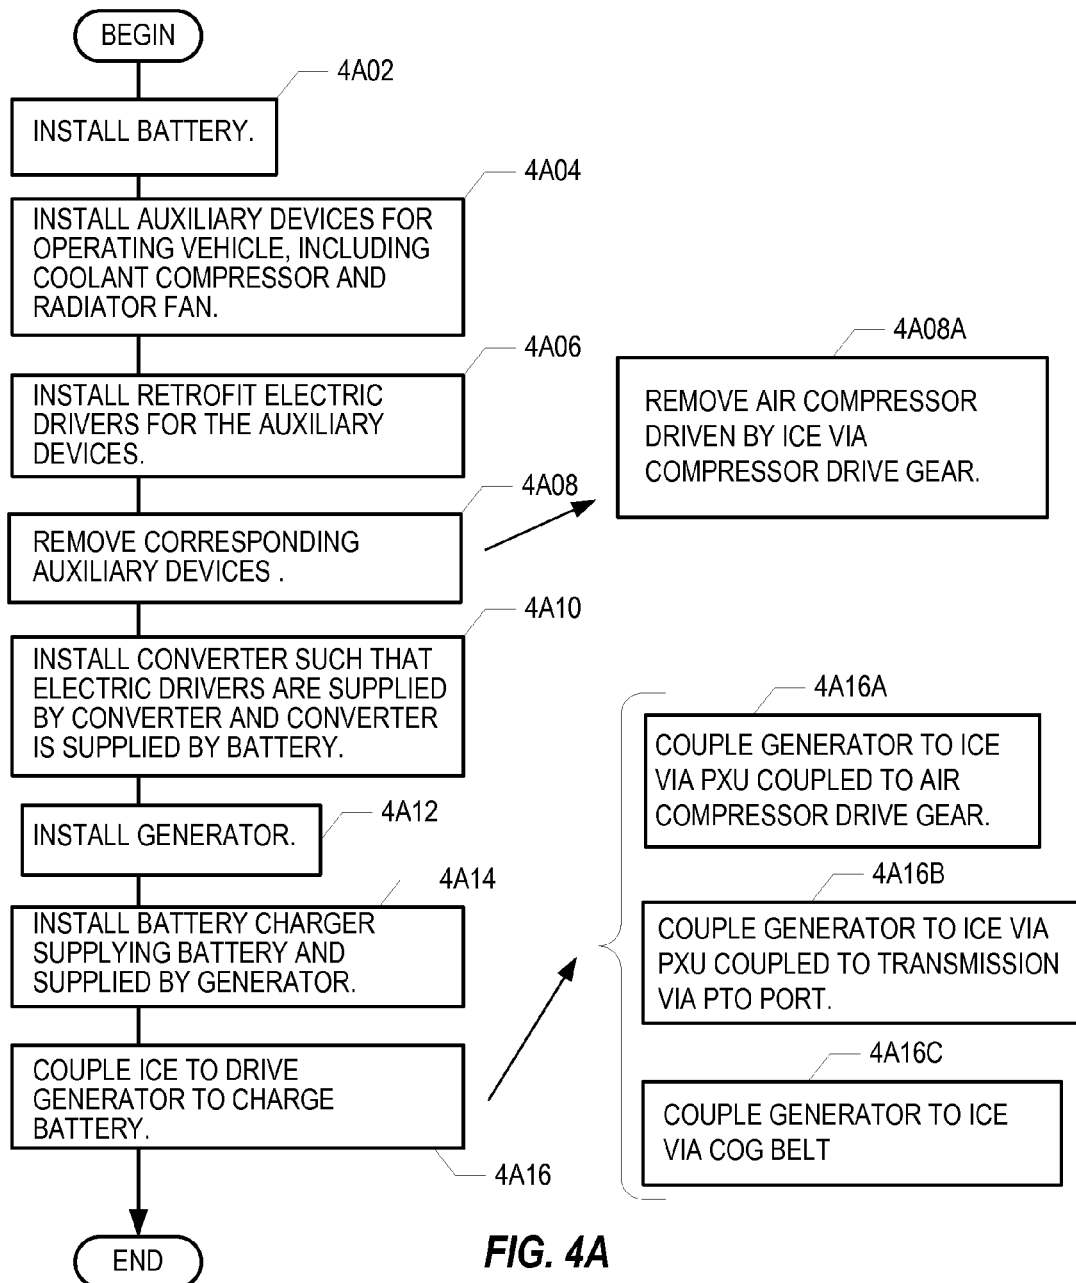 BEGIN
4A02
INSTALL BATTERY.
4A04
INSTALL AUXILIARY DEVICES FOR
OPERATING VEHICLE, INCLUDING
COOLANT COMPRESSOR AND
RADIATOR FAN.
4A06
INSTALL RETROFIT ELECTRIC
DRIVERS FOR THE AUXILIARY
DEVICES.
4A08
REMOVE CORRESPONDING
AUXILIARY DEVICES .
4A08A
REMOVE AIR COMPRESSOR
DRIVEN BY ICE VIA
COMPRESSOR DRIVE GEAR.
4A10
INSTALL CONVERTER SUCH THAT
ELECTRIC DRIVERS ARE SUPPLIED
BY CONVERTER AND CONVERTER
IS SUPPLIED BY BATTERY.
4A12
INSTALL GENERATOR.
4A14
INSTALL BATTERY CHARGER
SUPPLYING BATTERY AND
SUPPLIED BY GENERATOR.
COUPLE ICE TO DRIVE
GENERATOR TO CHARGE
BATTERY.
4A16
4A16A
COUPLE GENERATOR TO ICE
VIA PXU COUPLED TO AIR
COMPRESSOR DRIVE GEAR.
4A16B
COUPLE GENERATOR TO ICE VIA
PXU COUPLED TO TRANSMISSION
VIA PTO PORT.
4A16C
COUPLE GENERATOR TO ICE
VIA COG BELT
END
FIG. 4A